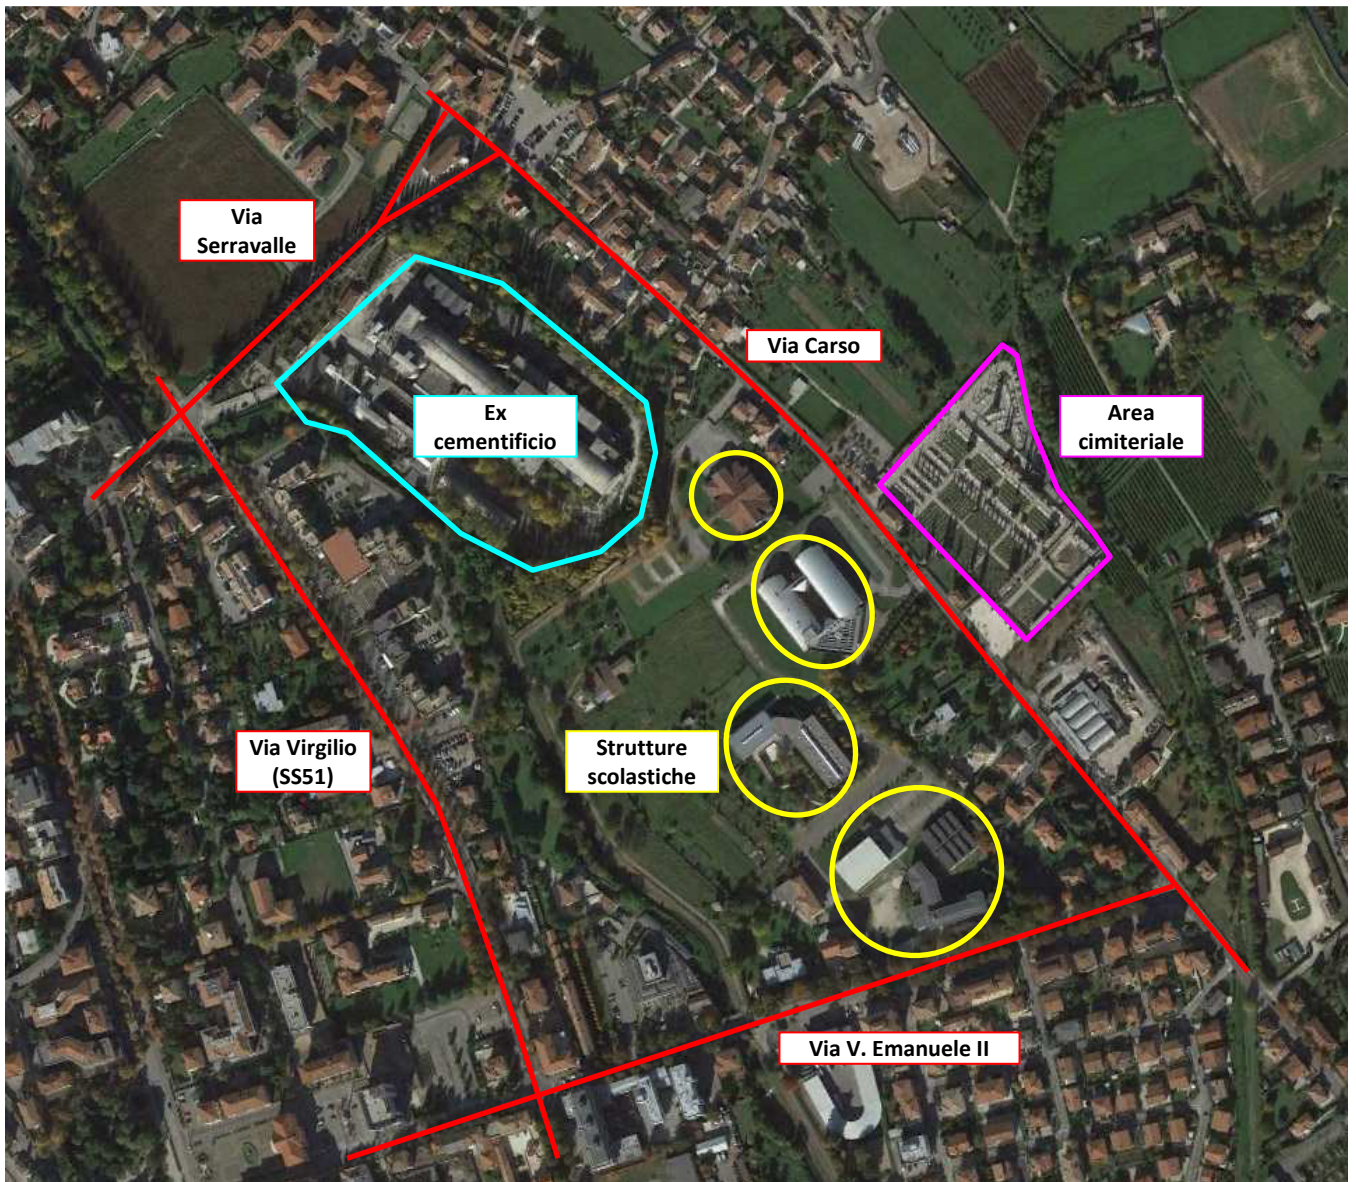 Via
Serravalle
Via Carso
Ex
cementificio
Area
cimiteriale
Via Virgilio
(SS51)
Strutture
scolastiche
Via V. Emanuele II